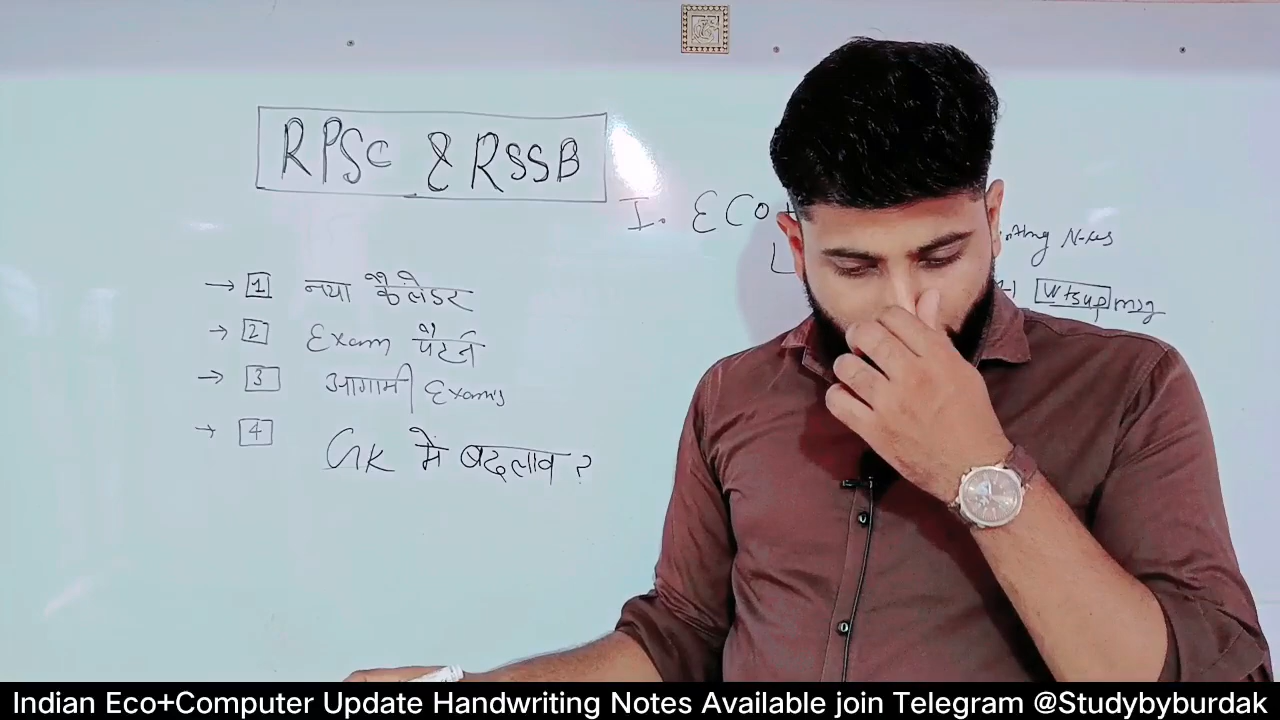 RPSC & RSSB
I. ECO+
Notes
Wtsup msg
→ 1 नया कैलेंडर
→ 2 Exam पैटर्न
→ 3 आगामी Exams
→ 4 GK में बदलाव ?
Indian Eco+Computer Update Handwriting Notes Available join Telegram @Studybyburdak